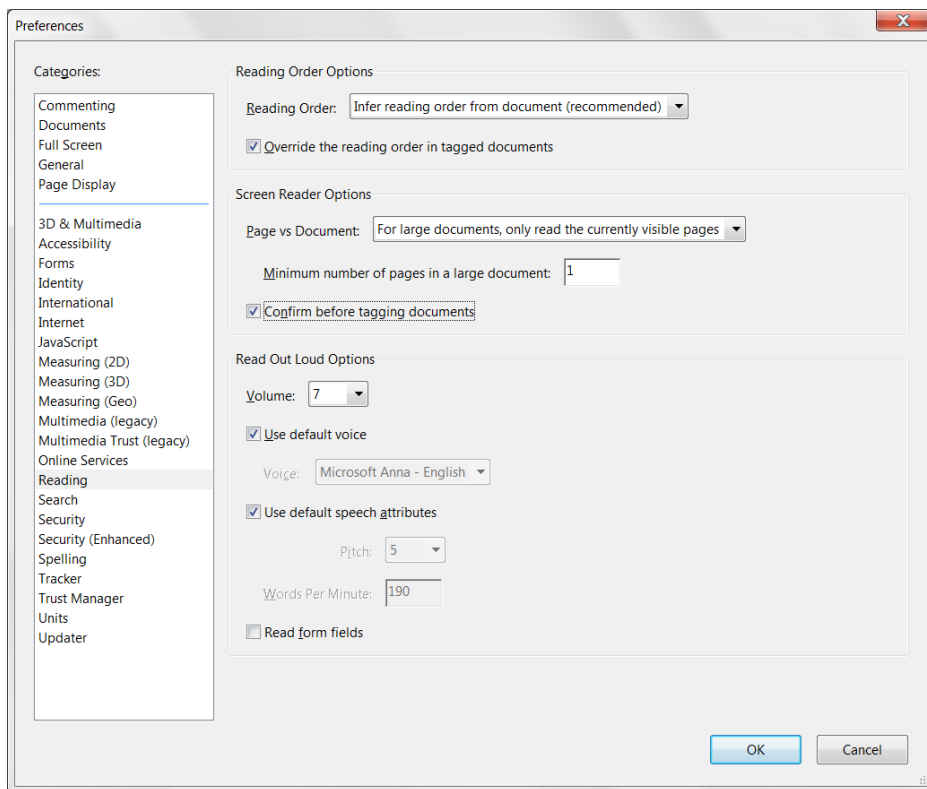 Preferences
X
Categories:
Commenting
Documents
Full Screen
General
Page Display
3D & Multimedia
Accessibility
Forms
Identity
International
Internet
JavaScript
Measuring (2D)
Measuring (3D)
Measuring (Geo)
Multimedia (legacy)
Multimedia Trust (legacy)
Online Services
Reading
Search
Security
Security (Enhanced)
Spelling
Tracker
Trust Manager
Units
Updater
Reading Order Options
Reading Order: Infer reading order from document (recommended)
Override the reading order in tagged documents
Screen Reader Options
Page vs Document: For large documents, only read the currently visible pages
Minimum number of pages in a large document: 1
Confirm before tagging documents
Read Out Loud Options
Volume: 7
Use default voice
Voice: Microsoft Anna - English
Use default speech attributes
Pitch: 5
Words Per Minute: 190
Read form fields
OK Cancel